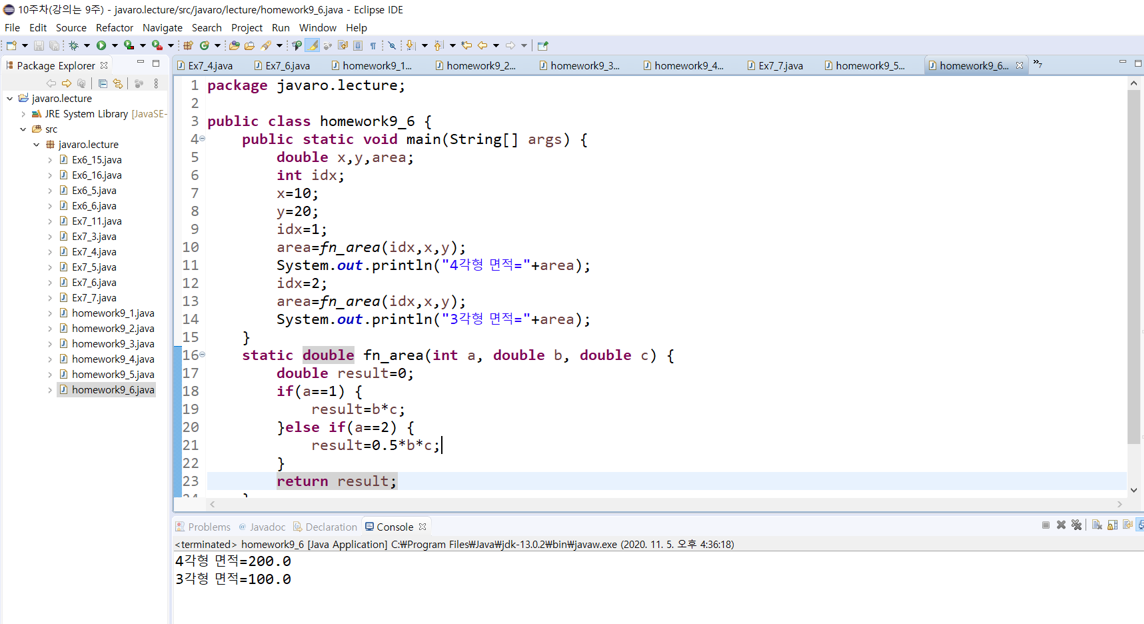 10주차(강의는 9주) - javaro.lecture/src/javaro/lecture/homework9_6.java - Eclipse IDE
File Edit Source Refactor Navigate Search Project Run Window Help
Package Explorer
Ex7_4.java Ex7_6.java homework9_1... homework9_2... homework9_3... homework9_4... Ex7_7.java homework9_5... homework9_6... »7
javaro.lecture
JRE System Library [JavaSE-
src
javaro.lecture
Ex6_15.java
Ex6_16.java
Ex6_5.java
Ex6_6.java
Ex7_11.java
Ex7_3.java
Ex7_4.java
Ex7_5.java
Ex7_6.java
Ex7_7.java
homework9_1.java
homework9_2.java
homework9_3.java
homework9_4.java
homework9_5.java
homework9_6.java
1 package javaro.lecture;
2
3 public class homework9_6 {
4 public static void main(String[] args) {
5 double x,y,area;
6 int idx;
7 x=10;
8 y=20;
9 idx=1;
10 area=fn_area(idx,x,y);
11 System.out.println("4각형 면적="+area);
12 idx=2;
13 area=fn_area(idx,x,y);
14 System.out.println("3각형 면적="+area);
15 }
16 static double fn_area(int a, double b, double c) {
17 double result=0;
18 if(a==1) {
19 result=b*c;
20 }else if(a==2) {
21 result=0.5*b*c;
22 }
23 return result;
Problems Javadoc Declaration Console
<terminated> homework9_6 [Java Application] C:₩Program Files₩Java₩jdk-13.0.2₩bin₩javaw.exe (2020. 11. 5. 오후 4:36:18)
4각형 면적=200.0
3각형 면적=100.0